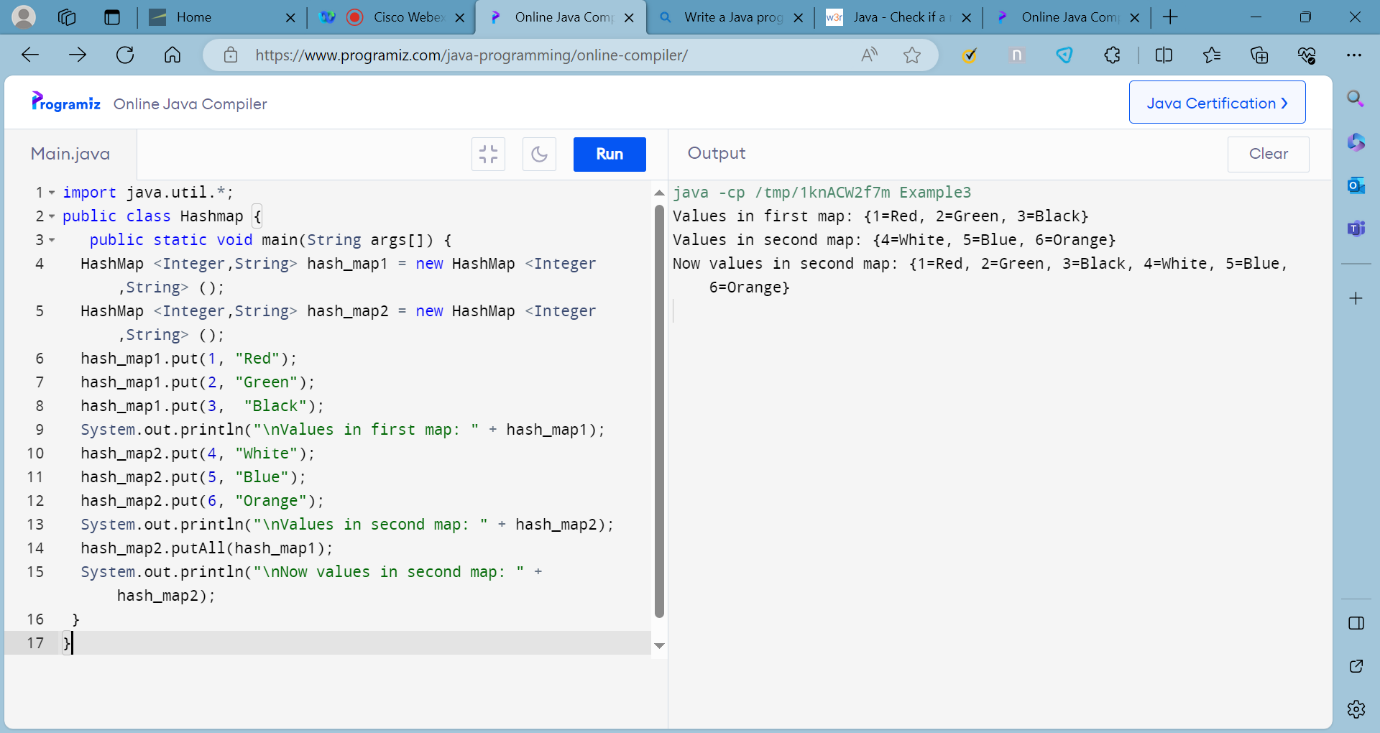 Home
Cisco Webe
Online Java Com
Write a Java prog
w3r Java - Check if a
Online Java Com
https://www.programiz.com/java-programming/online-compiler/
A
n
Programiz Online Java Compiler
Java Certification
Main.java
Run
Output
Clear
1 import java.util.*;
2 public class Hashmap {
3 public static void main(String args[]) {
4 HashMap <Integer,String> hash_map1 = new HashMap <Integer
,String> ();
5 HashMap <Integer,String> hash_map2 = new HashMap <Integer
,String> ();
6 hash_map1.put(1, "Red");
7 hash_map1.put(2, "Green");
8 hash_map1.put(3,  "Black");
9 System.out.println("\nValues in first map: " + hash_map1);
10 hash_map2.put(4, "White");
11 hash_map2.put(5, "Blue");
12 hash_map2.put(6, "Orange");
13 System.out.println("\nValues in second map: " + hash_map2);
14 hash_map2.putAll(hash_map1);
15 System.out.println("\nNow values in second map: " +
hash_map2);
16 }
17 }
java -cp /tmp/1knACW2f7m Example3
Values in first map: {1=Red, 2=Green, 3=Black}
Values in second map: {4=White, 5=Blue, 6=Orange}
Now values in second map: {1=Red, 2=Green, 3=Black, 4=White, 5=Blue,
6=Orange}